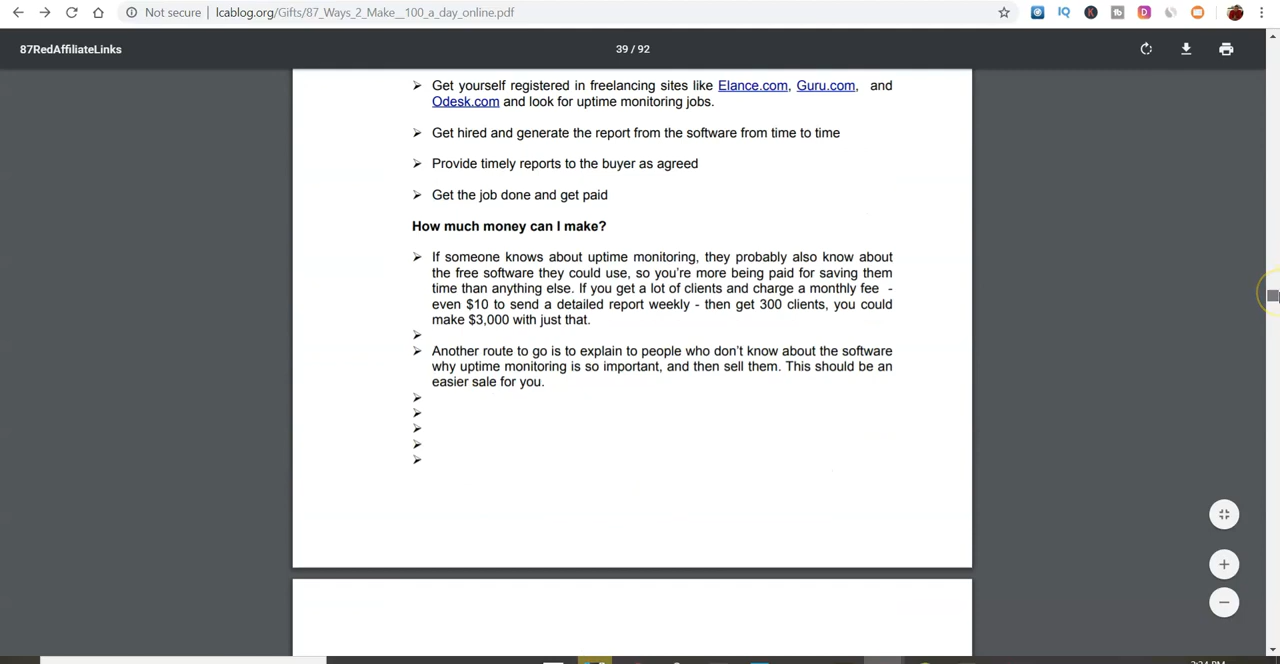 Not secure | lcablog.org/Gifts/87_Ways_2_Make__100_a_day_online.pdf
87RedAffiliateLinks
39 / 92
➢ Get yourself registered in freelancing sites like Elance.com, Guru.com, and
Odesk.com and look for uptime monitoring jobs.
➢ Get hired and generate the report from the software from time to time
➢ Provide timely reports to the buyer as agreed
➢ Get the job done and get paid
How much money can I make?
➢ If someone knows about uptime monitoring, they probably also know about
the free software they could use, so you're more being paid for saving them
time than anything else. If you get a lot of clients and charge a monthly fee -
even $10 to send a detailed report weekly - then get 300 clients, you could
make $3,000 with just that.
➢
➢ Another route to go is to explain to people who don't know about the software
why uptime monitoring is so important, and then sell them. This should be an
easier sale for you.
➢
➢
➢
➢
➢